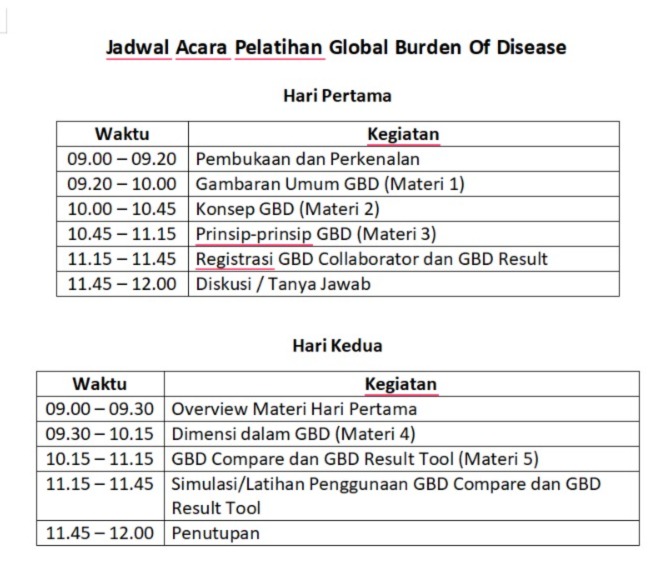 Jadwal Acara Pelatihan Global Burden Of Disease
Hari Pertama
Waktu Kegiatan
09.00 – 09.20 Pembukaan dan Perkenalan
09.20 – 10.00 Gambaran Umum GBD (Materi 1)
10.00 – 10.45 Konsep GBD (Materi 2)
10.45 – 11.15 Prinsip-prinsip GBD (Materi 3)
11.15 – 11.45 Registrasi GBD Collaborator dan GBD Result
11.45 – 12.00 Diskusi / Tanya Jawab
Hari Kedua
Waktu Kegiatan
09.00 – 09.30 Overview Materi Hari Pertama
09.30 – 10.15 Dimensi dalam GBD (Materi 4)
10.15 – 11.15 GBD Compare dan GBD Result Tool (Materi 5)
11.15 – 11.45 Simulasi/Latihan Penggunaan GBD Compare dan GBD
Result Tool
11.45 – 12.00 Penutupan